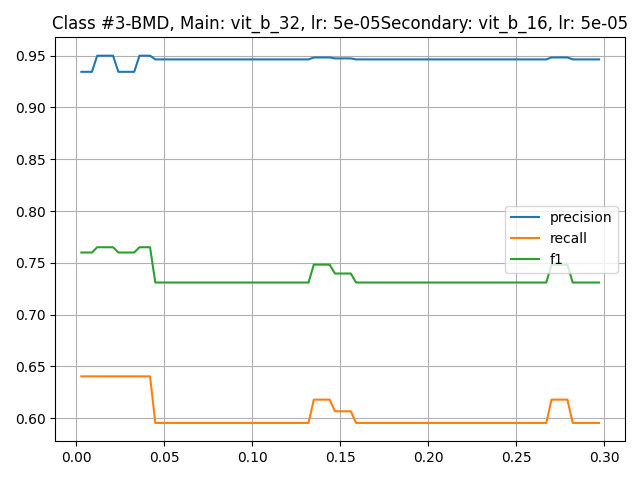 Class #3-BMD, Main: vit_b_32, lr: 5e-05Secondary: vit_b_16, lr: 5e-05
0.95
0.90
0.85
0.80
0.75
0.70
0.65
0.60
precision
recall
f1
0.00 0.05 0.10 0.15 0.20 0.25 0.30